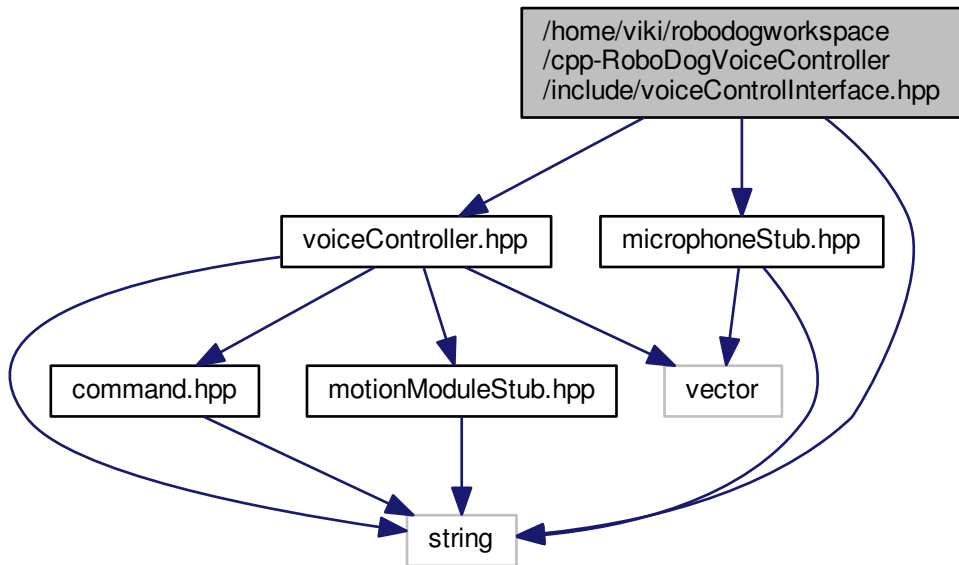 /home/viki/robodogworkspace
/cpp-RoboDogVoiceController
/include/voiceControlInterface.hpp
voiceController.hpp
microphoneStub.hpp
command.hpp
motionModuleStub.hpp
vector
string